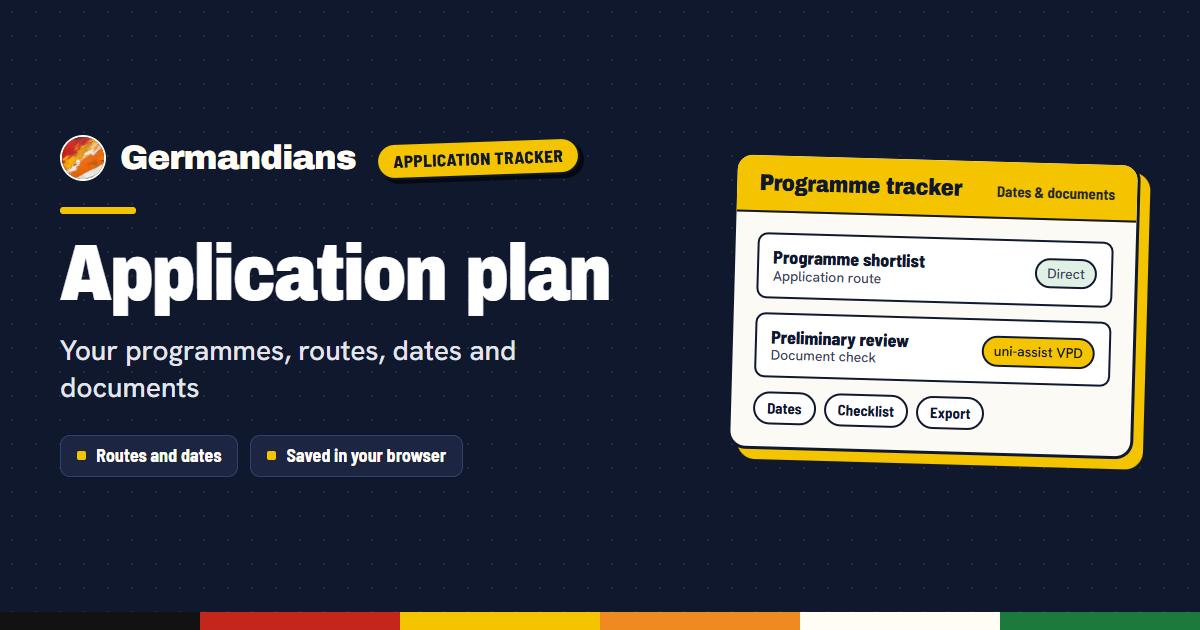 Germandians
APPLICATION TRACKER
Application plan
Your programmes, routes, dates and
documents
Routes and dates
Saved in your browser
Programme tracker
Dates & documents
Programme shortlist
Application route
Direct
Preliminary review
Document check
uni-assist VPD
Dates
Checklist
Export